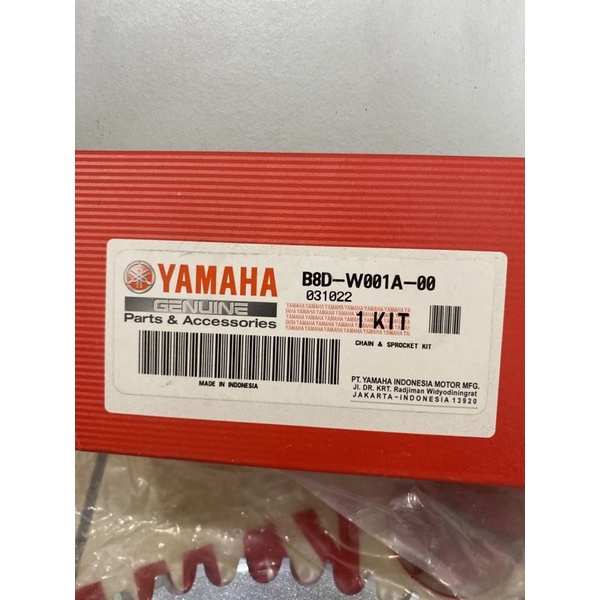 YAMAHA
GENUINE
Parts & Accessories
B8D-W001A-00
031022
1 KIT
CHAIN & SPROCKET KIT
MADE IN INDONESIA
PT. YAMAHA INDONESIA MOTOR MFG.
Jl. DR. KRT. Radjiman Widyodiningrat
JAKARTA - INDONESIA 13920